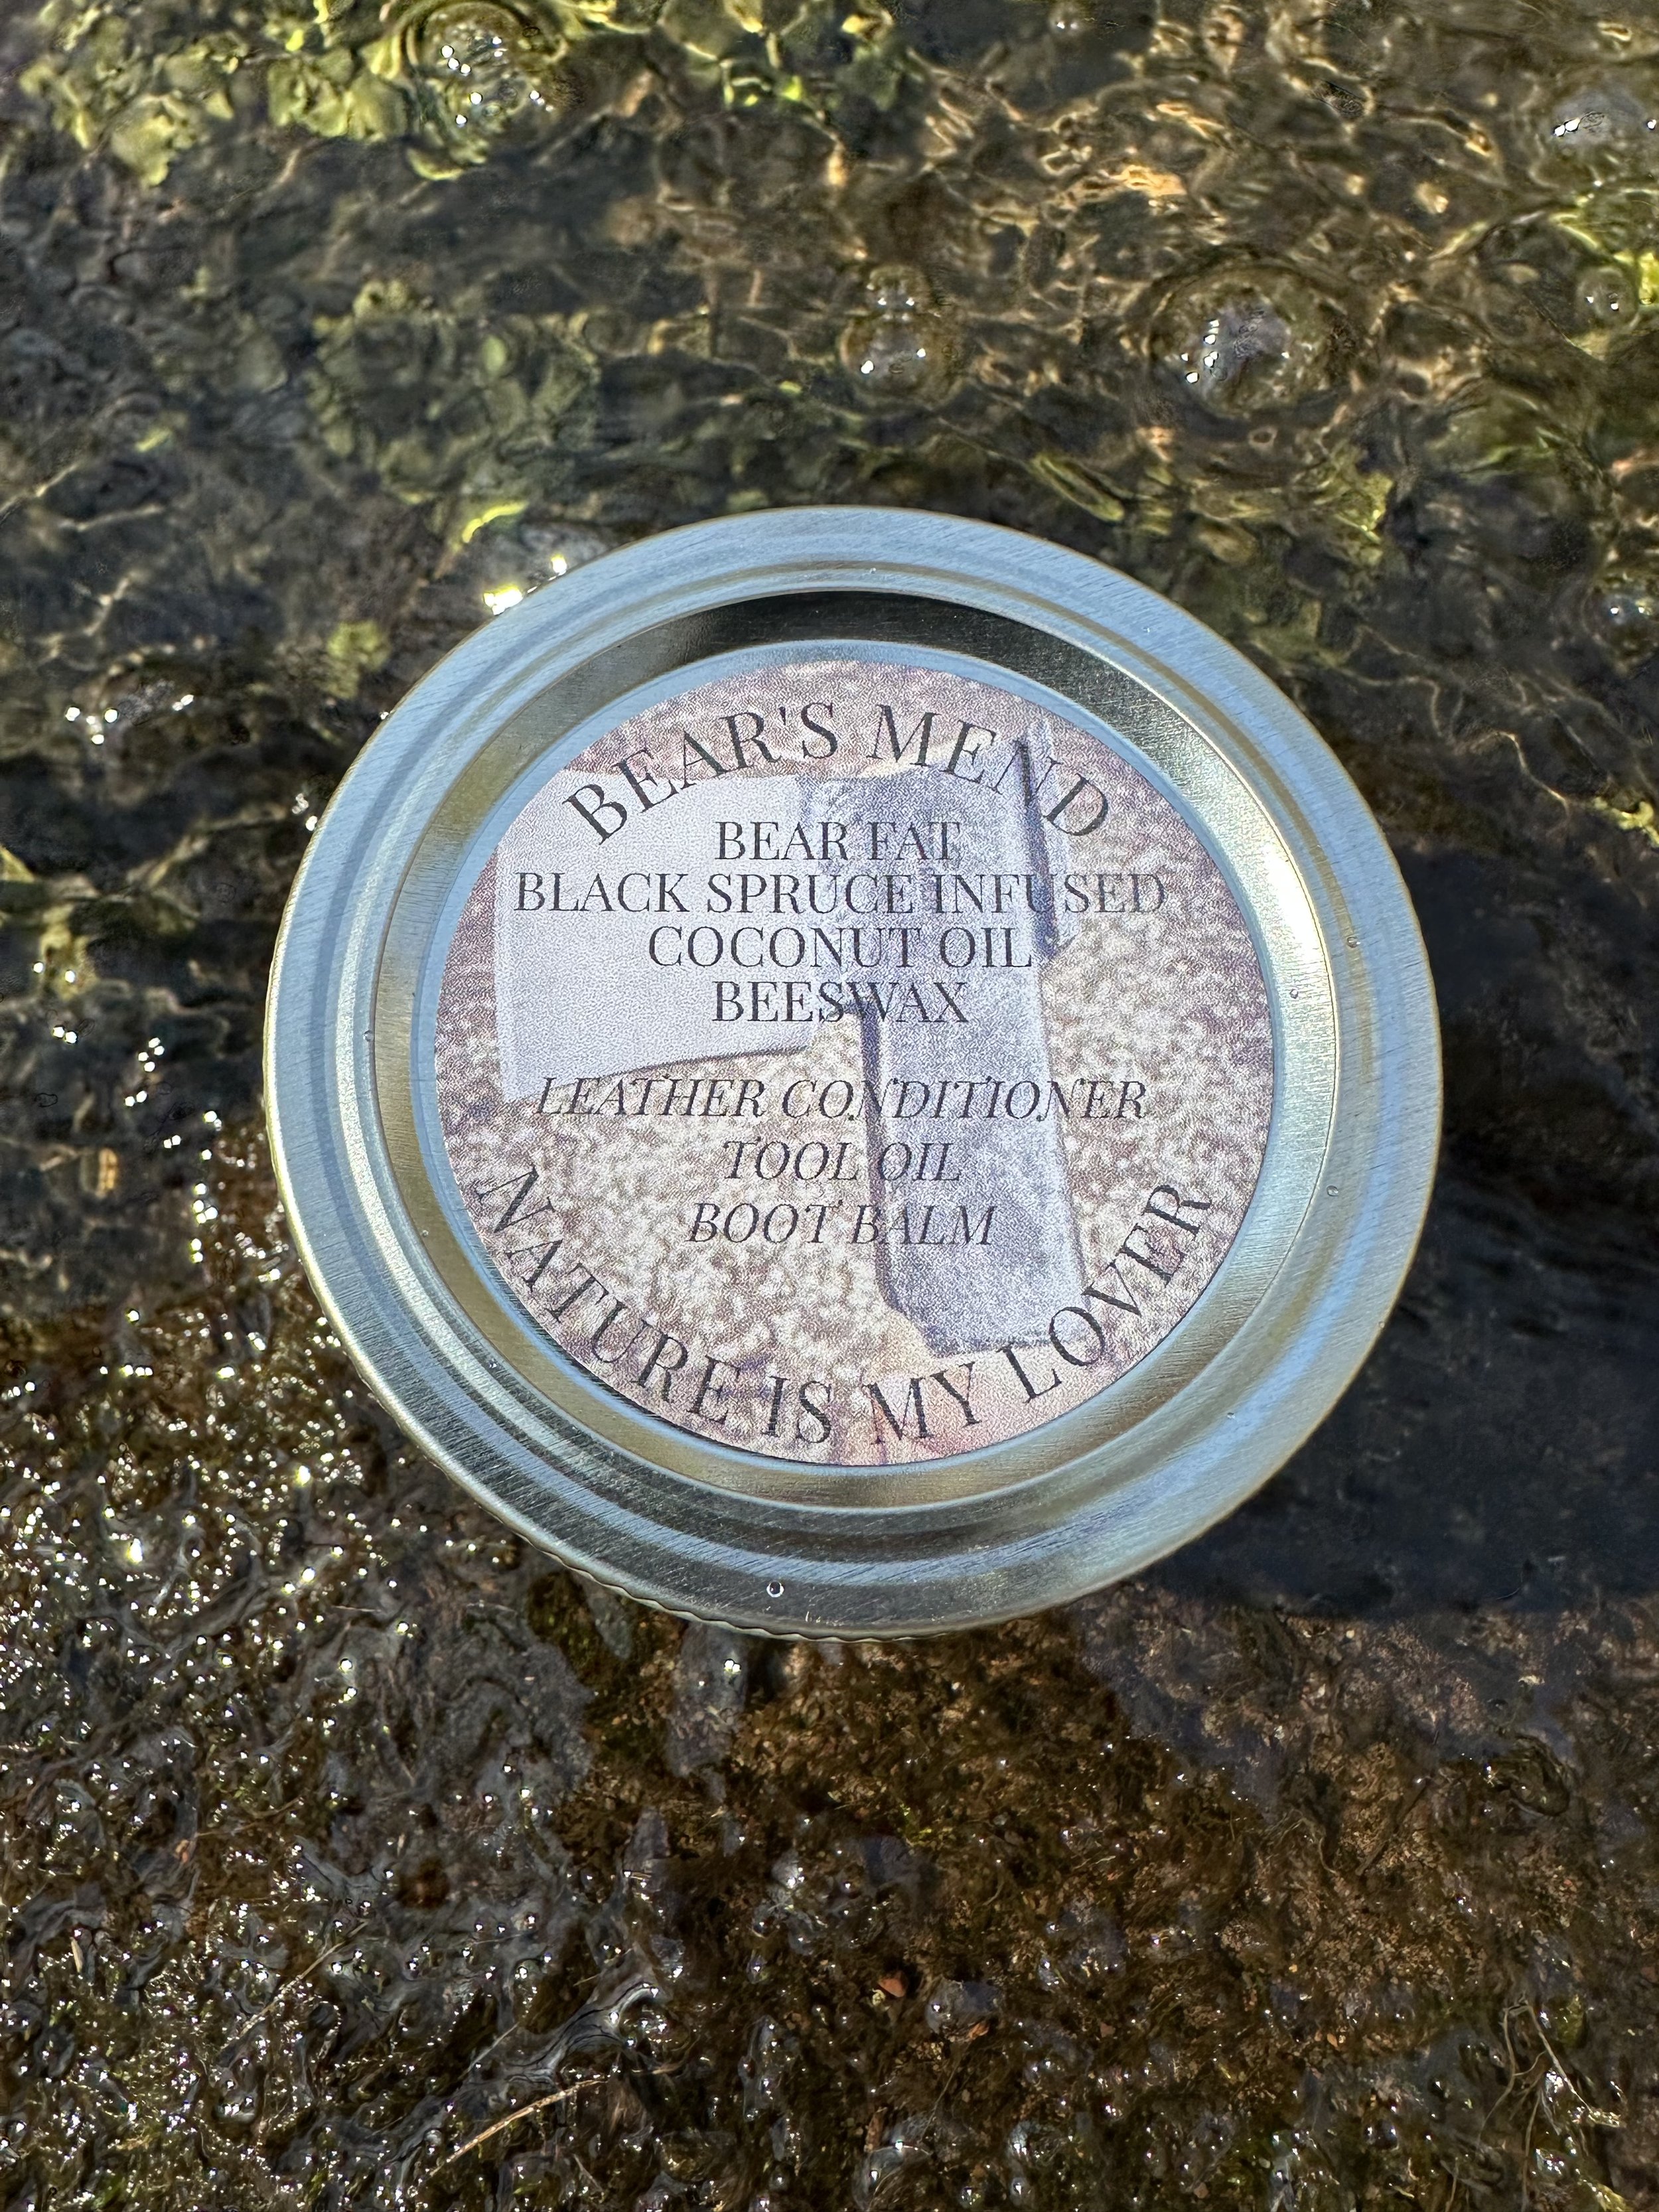 BEAR'S MEND
BEAR FAT
BLACK SPRUCE INFUSED
COCONUT OIL
BEESWAX
LEATHER CONDITIONER
TOOL OIL
BOOT BALM
NATURE IS MY LOVER